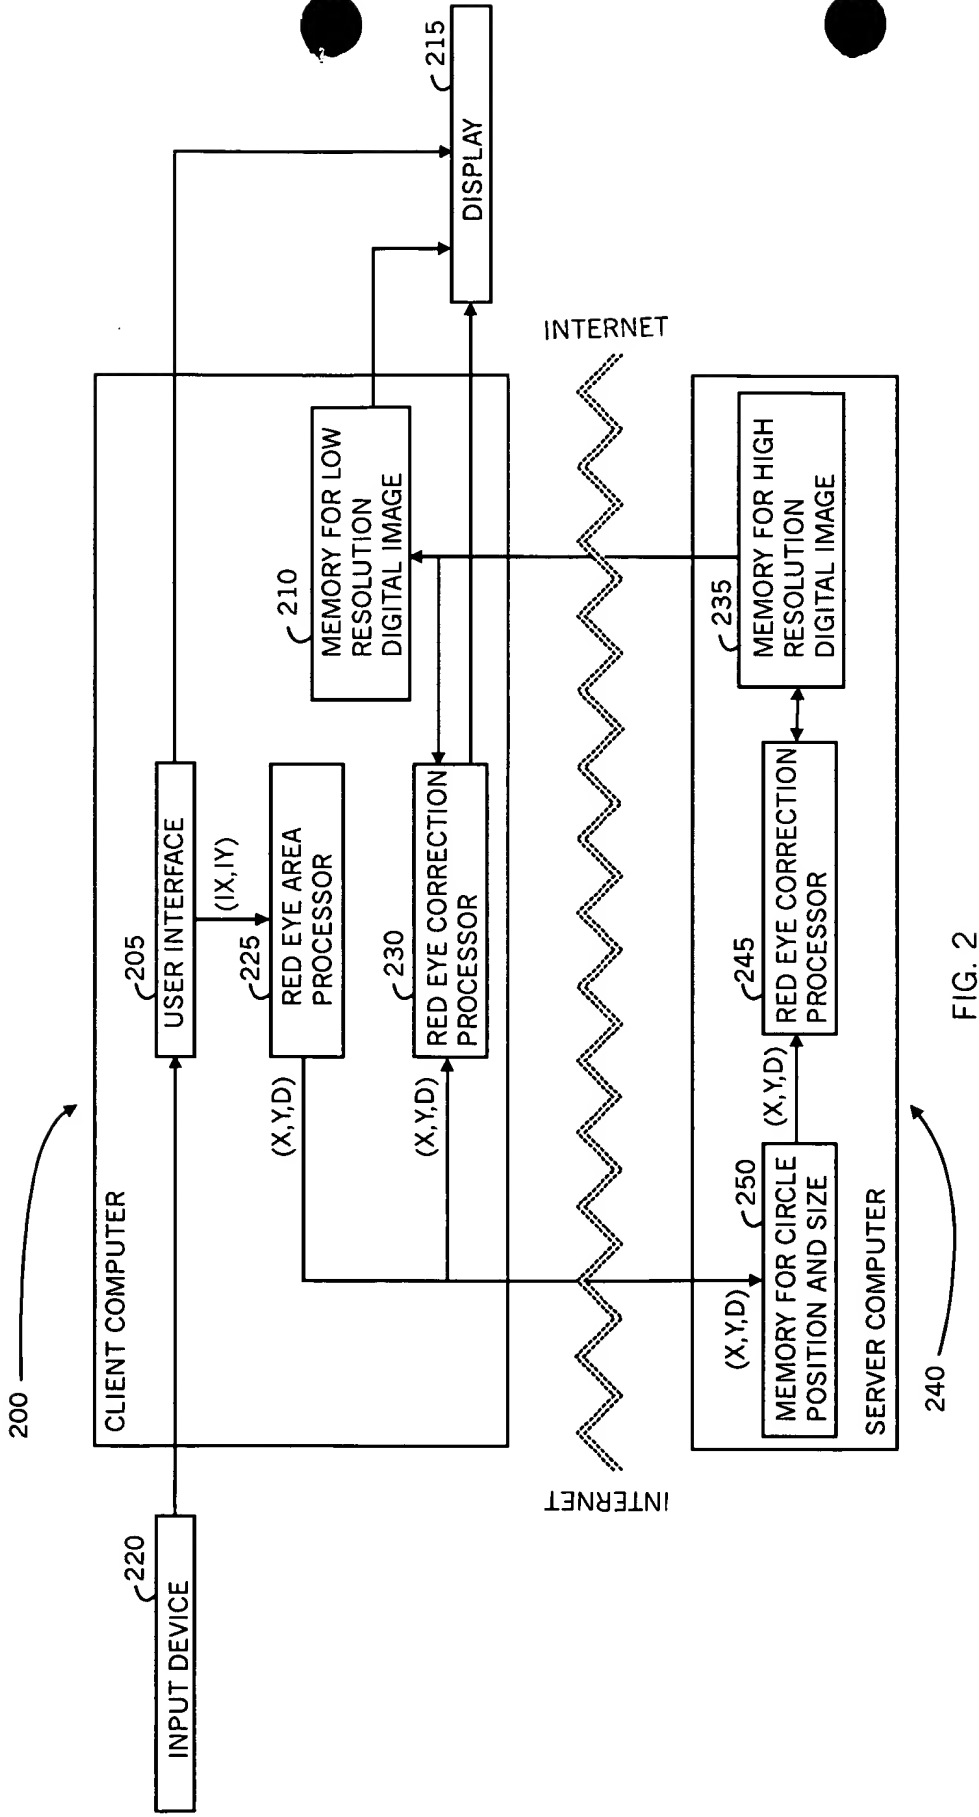 200
CLIENT COMPUTER
220
INPUT DEVICE
205
USER INTERFACE
(IX,IY)
225
RED EYE AREA
PROCESSOR
(X,Y,D)
230
RED EYE CORRECTION
PROCESSOR
(X,Y,D)
210
MEMORY FOR LOW
RESOLUTION
DIGITAL IMAGE
215
DISPLAY
INTERNET
INTERNET
(X,Y,D)
250
MEMORY FOR CIRCLE
POSITION AND SIZE
(X,Y,D)
245
RED EYE CORRECTION
PROCESSOR
235
MEMORY FOR HIGH
RESOLUTION
DIGITAL IMAGE
SERVER COMPUTER
240
FIG. 2